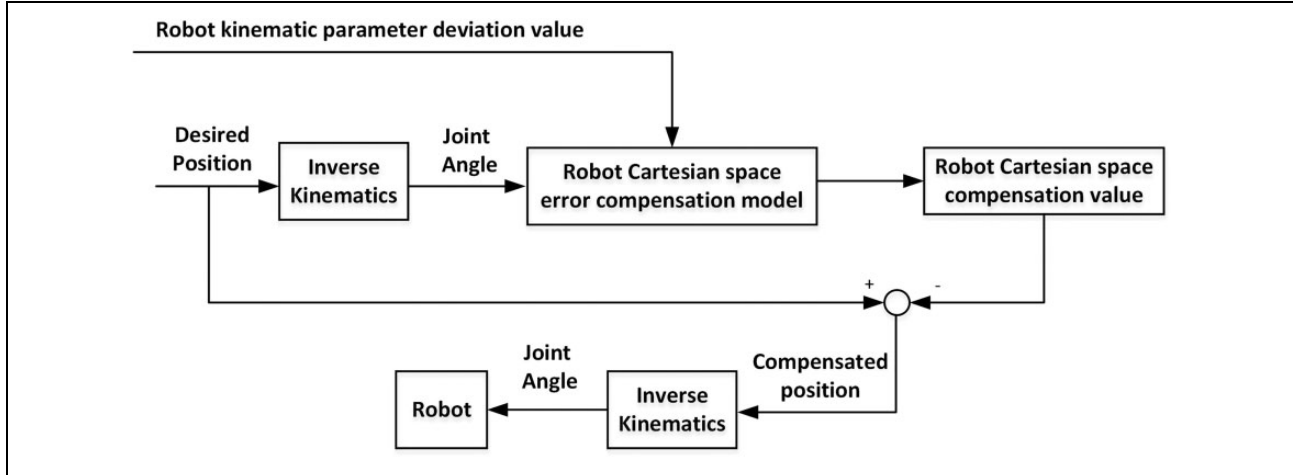 Robot kinematic parameter deviation value
Desired
Position
Inverse
Kinematics
Joint
Angle
Robot Cartesian space
error compensation model
Robot Cartesian space
compensation value
+
-
Joint
Angle
Compensated
position
Robot
Inverse
Kinematics